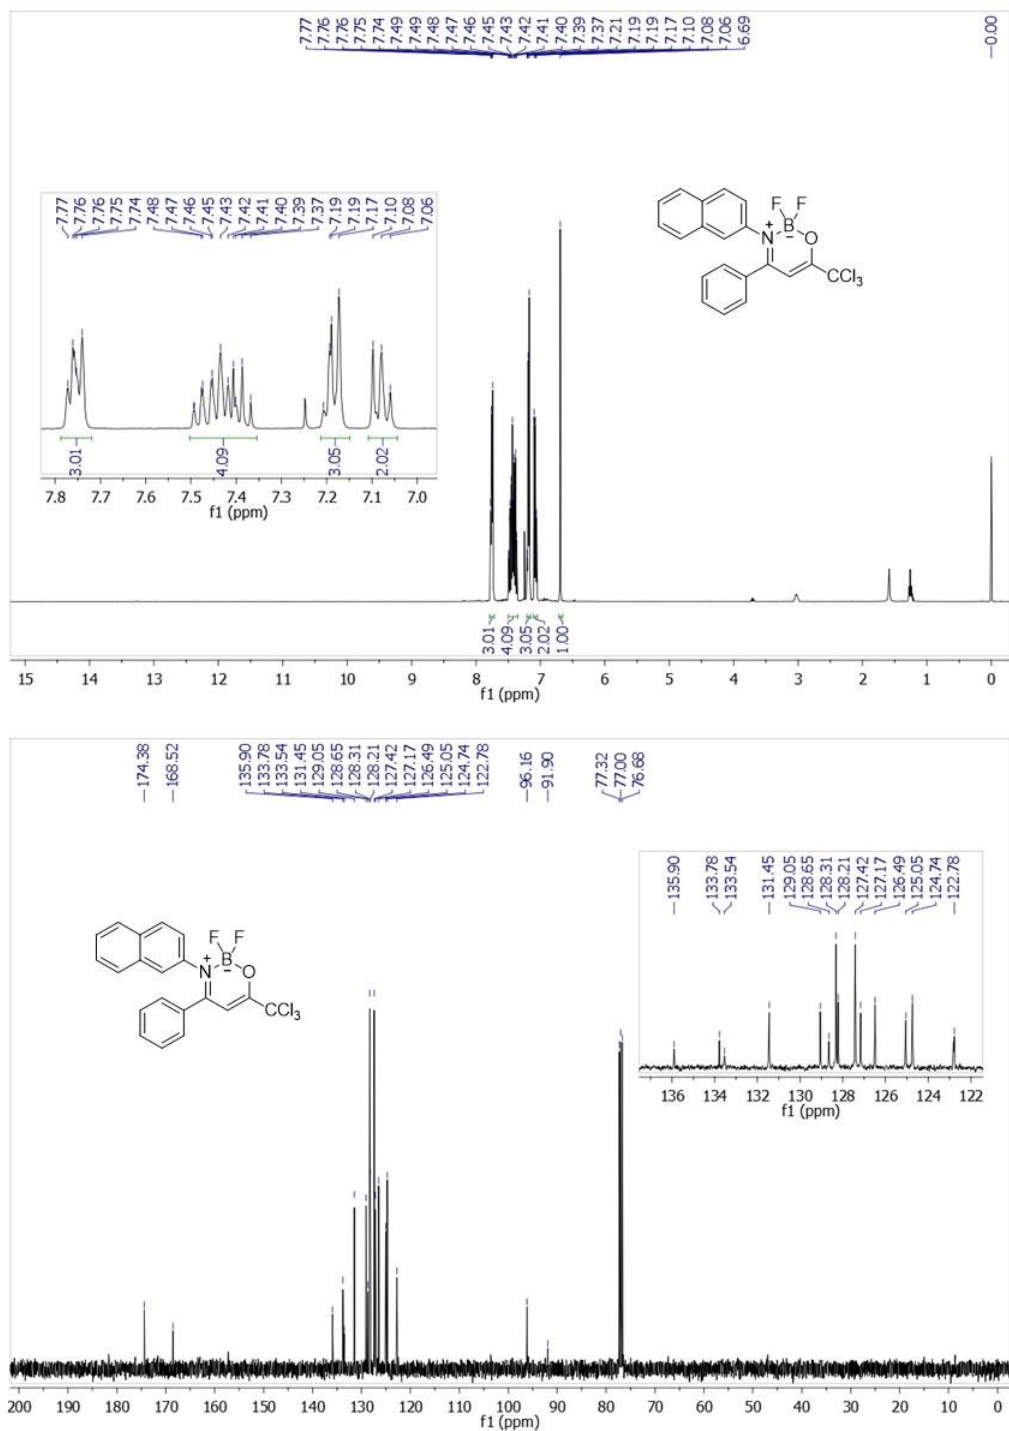 7.77 7.76 7.76 7.75 7.74 7.49 7.49 7.48 7.47 7.46 7.45 7.43 7.42 7.41 7.40 7.39 7.37 7.21 7.19 7.19 7.17 7.10 7.08 7.06 6.69 —0.00
7.77 7.76 7.76 7.75 7.74 7.48 7.47 7.46 7.45 7.43 7.42 7.41 7.40 7.39 7.37 7.19 7.19 7.17 7.10 7.08 7.06
3.01 4.09 3.05 2.02
7.8 7.7 7.6 7.5 7.4 7.3 7.2 7.1 7.0
f1 (ppm)
F F
N + B − O
CCl3
3.01 4.09 3.05 2.02 1.00
15 14 13 12 11 10 9 8 7 6 5 4 3 2 1 0
f1 (ppm)
—174.38 —168.52 135.90 133.78 133.54 131.45 129.05 128.65 128.31 128.21 127.42 127.17 126.49 125.05 124.74 122.78 —96.16 —91.90 77.32 77.00 76.68
—135.90 133.78 133.54 —131.45 129.05 128.65 128.31 128.21 127.42 127.17 126.49 125.05 124.74 122.78
136 134 132 130 128 126 124 122
f1 (ppm)
F F
N + B − O
CCl3
200 190 180 170 160 150 140 130 120 110 100 90 80 70 60 50 40 30 20 10 0
f1 (ppm)